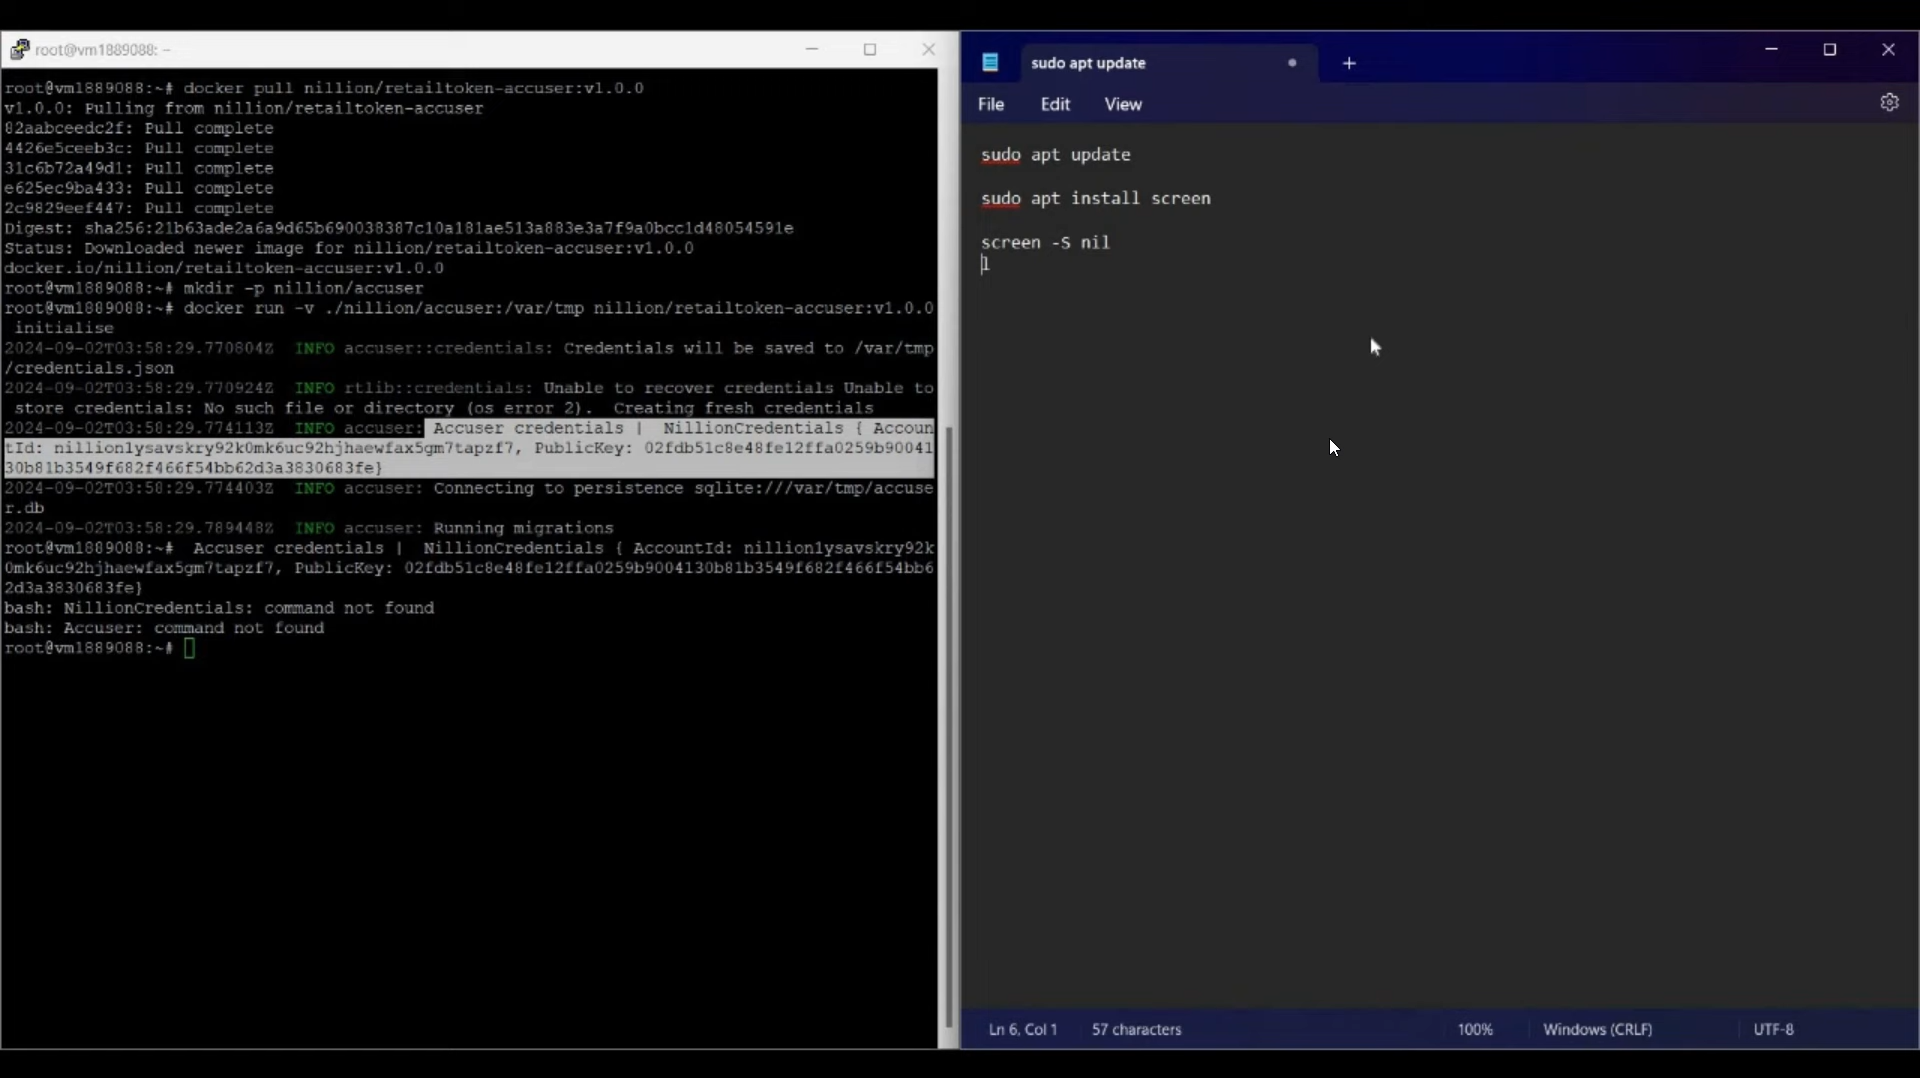 root@vm1889088: ~
root@vm1889088:~# docker pull nillion/retailtoken-accuser:v1.0.0
v1.0.0: Pulling from nillion/retailtoken-accuser
82aabceedc2f: Pull complete
4426e5ceeb3c: Pull complete
31c6b72a49d1: Pull complete
e625ec9ba433: Pull complete
2c9829eef447: Pull complete
Digest: sha256:21b63ade2a6a9d65b690038387c10a181ae513a883e3a7f9a0bcc1d48054591e
Status: Downloaded newer image for nillion/retailtoken-accuser:v1.0.0
docker.io/nillion/retailtoken-accuser:v1.0.0
root@vm1889088:~# mkdir -p nillion/accuser
root@vm1889088:~# docker run -v ./nillion/accuser:/var/tmp nillion/retailtoken-accuser:v1.0.0
initialise
2024-09-02T03:58:29.770804Z INFO accuser::credentials: Credentials will be saved to /var/tmp
/credentials.json
2024-09-02T03:58:29.770924Z INFO rtlib::credentials: Unable to recover credentials Unable to
store credentials: No such file or directory (os error 2). Creating fresh credentials
2024-09-02T03:58:29.774113Z INFO accuser: Accuser credentials | NillionCredentials { Accoun
tId: nillion1ysavskry92k0mk6uc92hjhaewfax5gm7tapzf7, PublicKey: 02fdb51c8e48fe12ffa0259b90041
30b81b3549f682f466f54bb62d3a3830683fe}
2024-09-02T03:58:29.774403Z INFO accuser: Connecting to persistence sqlite:///var/tmp/accuse
r.db
2024-09-02T03:58:29.789448Z INFO accuser: Running migrations
root@vm1889088:~# Accuser credentials | NillionCredentials { AccountId: nillion1ysavskry92k
0mk6uc92hjhaewfax5gm7tapzf7, PublicKey: 02fdb51c8e48fe12ffa0259b9004130b81b3549f682f466f54bb6
2d3a3830683fe}
bash: NillionCredentials: command not found
bash: Accuser: command not found
root@vm1889088:~#
sudo apt update
File Edit View
sudo apt update
sudo apt install screen
screen -S nil
l
Ln 6, Col 1 57 characters 100% Windows (CRLF) UTF-8